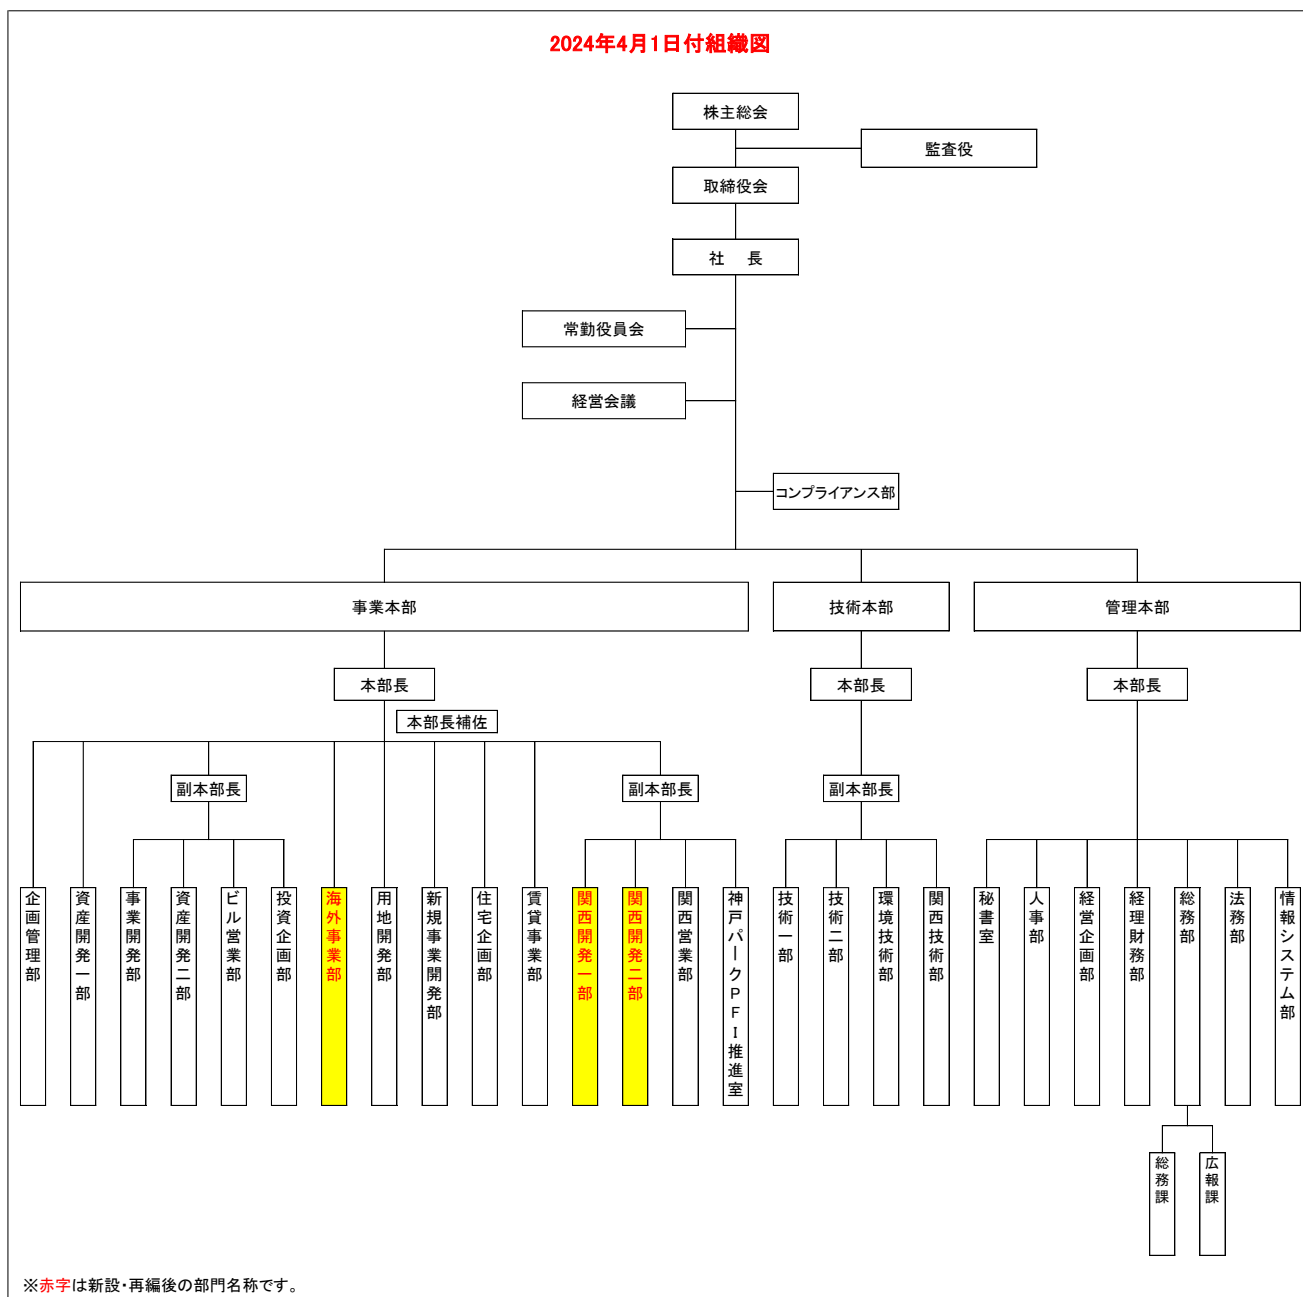 2024年4月1日付組織図
株主総会
監査役
取締役会
社　長
常勤役員会
経営会議
コンプライアンス部
事業本部
技術本部
管理本部
本部長
本部長
本部長
本部長補佐
副本部長
副本部長
副本部長
企画管理部
資産開発一部
事業開発部
資産開発二部
ビル営業部
投資企画部
海外事業部
用地開発部
新規事業開発部
住宅企画部
賃貸事業部
関西開発一部
関西開発二部
関西営業部
神戸パークPFI推進室
技術一部
技術二部
環境技術部
関西技術部
秘書室
人事部
経営企画部
経理財務部
総務部
法務部
情報システム部
総務課
広報課
※赤字は新設・再編後の部門名称です。